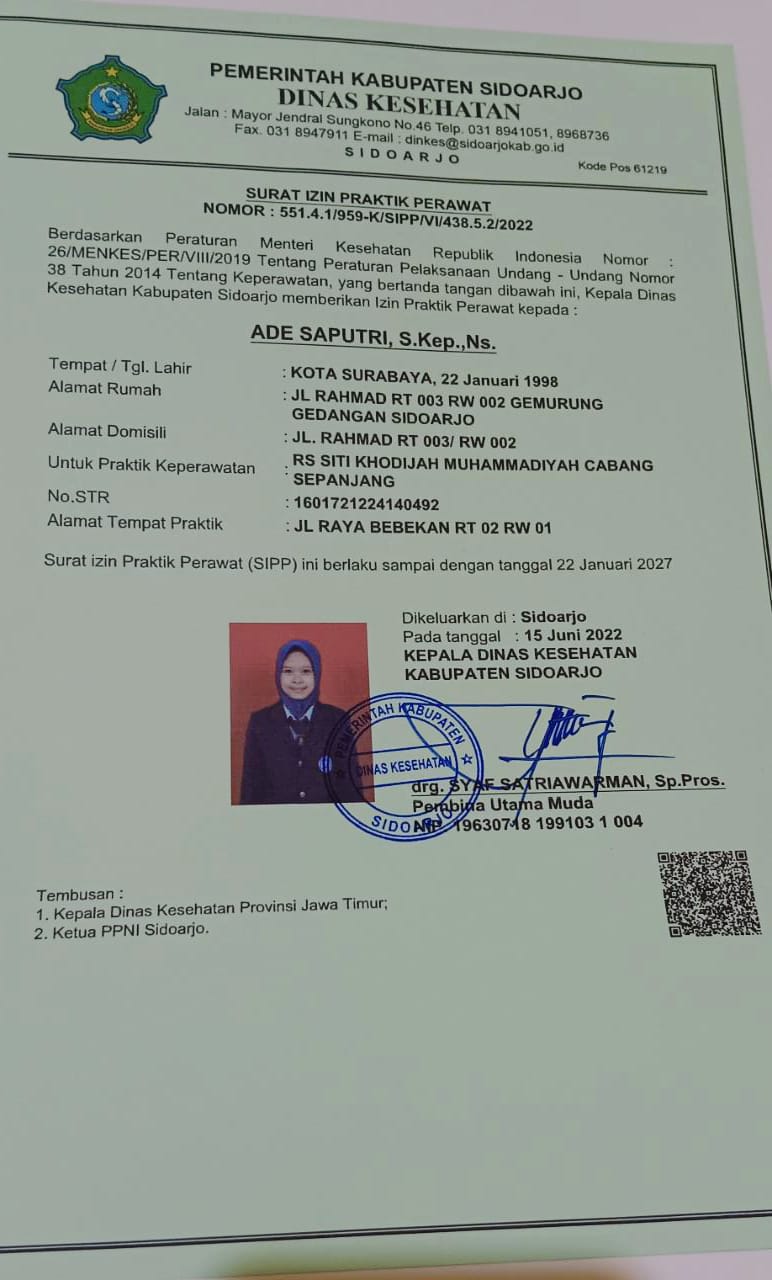 PEMERINTAH KABUPATEN SIDOARJO
DINAS KESEHATAN
Jalan : Mayor Jendral Sungkono No.46 Telp. 031 8941051, 8968736
Fax. 031 8947911 E-mail : dinkes@sidoarjokab.go.id
SIDOARJO
Kode Pos 61219
SURAT IZIN PRAKTIK PERAWAT
NOMOR : 551.4.1/959-K/SIPP/VI/438.5.2/2022
Berdasarkan Peraturan Menteri Kesehatan Republik Indonesia Nomor :
26/MENKES/PER/VIII/2019 Tentang Peraturan Pelaksanaan Undang - Undang Nomor
38 Tahun 2014 Tentang Keperawatan, yang bertanda tangan dibawah ini, Kepala Dinas
Kesehatan Kabupaten Sidoarjo memberikan Izin Praktik Perawat kepada :
ADE SAPUTRI, S.Kep.,Ns.
Tempat / Tgl. Lahir : KOTA SURABAYA, 22 Januari 1998
Alamat Rumah : JL RAHMAD RT 003 RW 002 GEMURUNG
GEDANGAN SIDOARJO
Alamat Domisili : JL. RAHMAD RT 003/ RW 002
Untuk Praktik Keperawatan : RS SITI KHODIJAH MUHAMMADIYAH CABANG
SEPANJANG
No.STR : 1601721224140492
Alamat Tempat Praktik : JL RAYA BEBEKAN RT 02 RW 01
Surat izin Praktik Perawat (SIPP) ini berlaku sampai dengan tanggal 22 Januari 2027
Dikeluarkan di : Sidoarjo
Pada tanggal : 15 Juni 2022
KEPALA DINAS KESEHATAN
KABUPATEN SIDOARJO
PEMERINTAH KABUPATEN
DINAS KESEHATAN
SIDOARJO
drg. SYAF SATRIAWARMAN, Sp.Pros.
Pembina Utama Muda
NIP. 19630718 199103 1 004
Tembusan :
1. Kepala Dinas Kesehatan Provinsi Jawa Timur;
2. Ketua PPNI Sidoarjo.